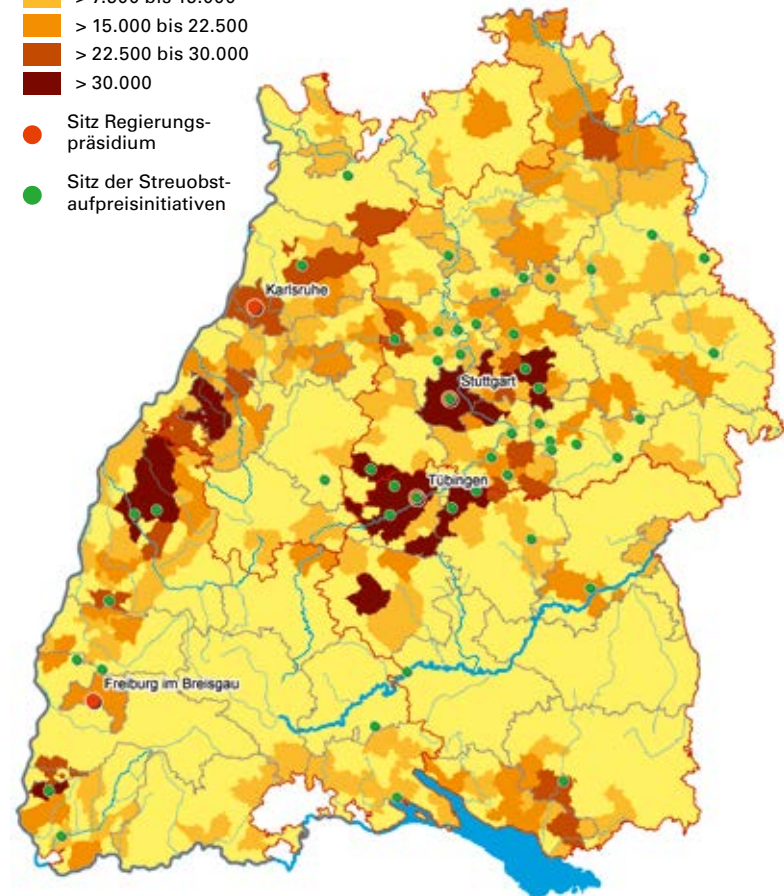 > 15.000 bis 22.500
> 22.500 bis 30.000
> 30.000
Sitz Regierungs-
präsidium
Sitz der Streuobst-
aufpreisinitiativen
Karlsruhe
Stuttgart
Tübingen
Freiburg im Breisgau